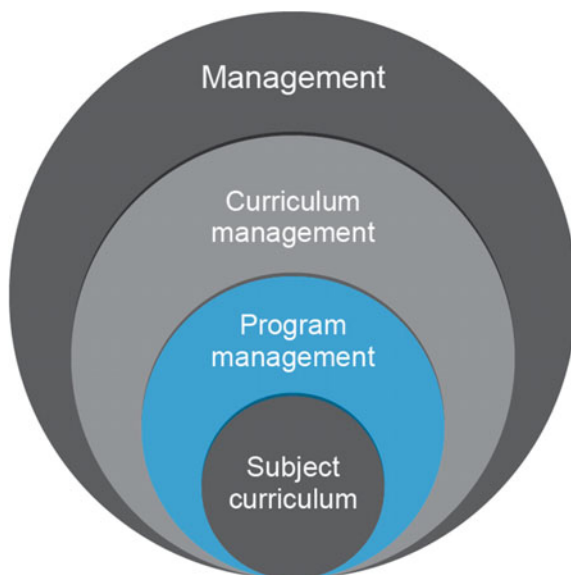 Management
Curriculum
management
Program
management
Subject
curriculum